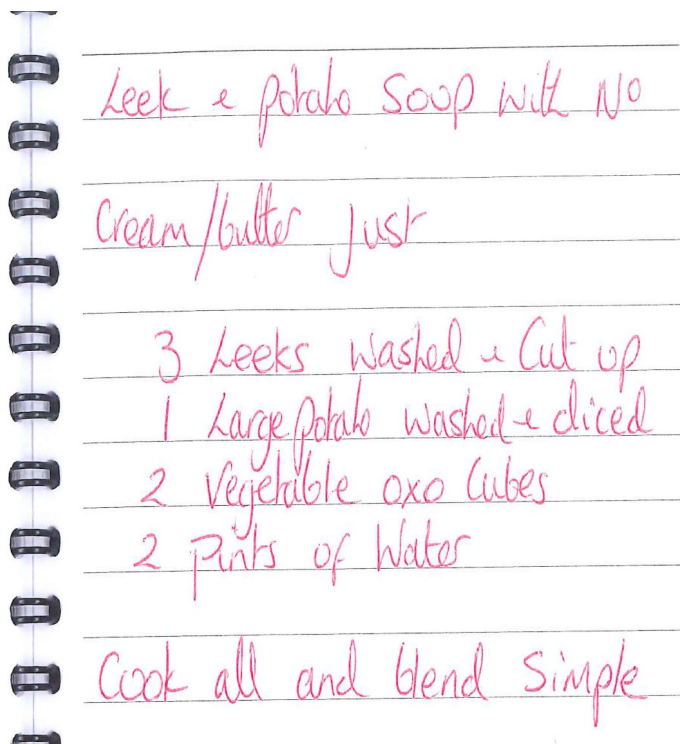 Leek & potato Soup with No
Cream/butter Just
3 Leeks washed & Cut up
1 Large potato washed & diced
2 Vegetable oxo Cubes
2 Pints of Water
Cook all and blend Simple